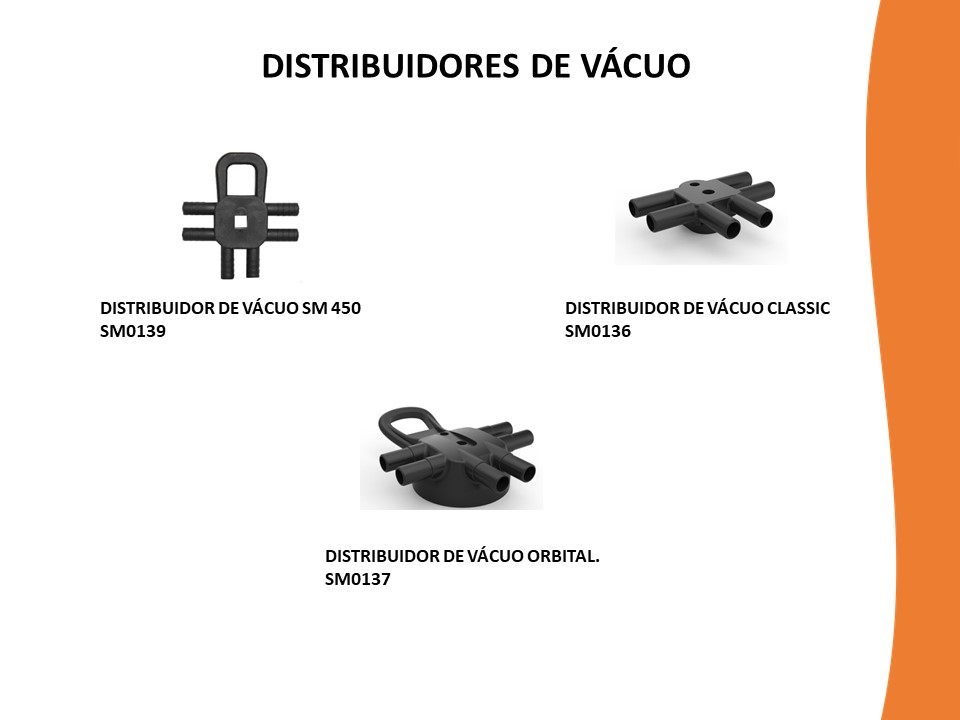 DISTRIBUIDORES DE VÁCUO
DISTRIBUIDOR DE VÁCUO SM 450
SM0139
DISTRIBUIDOR DE VÁCUO CLASSIC
SM0136
DISTRIBUIDOR DE VÁCUO ORBITAL.
SM0137